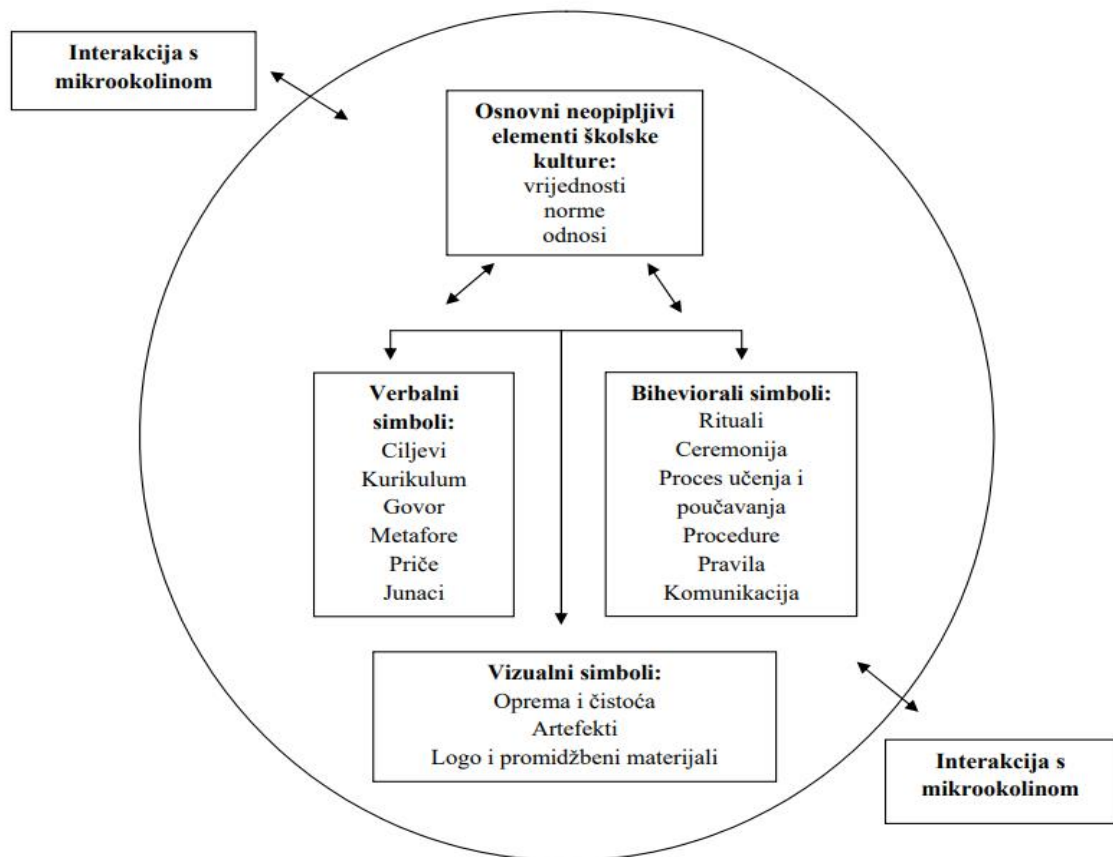 Interakcija s
mikrookolinom
Osnovni neopipljivi
elementi školske
kulture:
vrijednosti
norme
odnosi
Verbalni
simboli:
Ciljevi
Kurikulum
Govor
Metafore
Priče
Junaci
Biheviorali simboli:
Rituali
Ceremonija
Proces učenja i
poučavanja
Procedure
Pravila
Komunikacija
Vizualni simboli:
Oprema i čistoća
Artefekti
Logo i promidžbeni materijali
Interakcija s
mikrookolinom